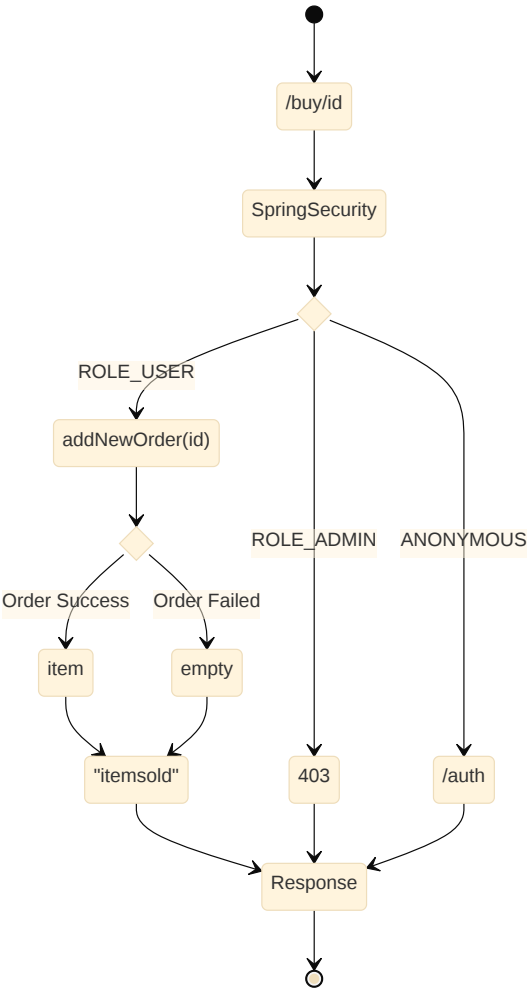 /buy/id
SpringSecurity
ROLE_USER
addNewOrder(id)
ROLE_ADMIN
ANONYMOUS
Order Success
Order Failed
item
empty
"itemsold"
403
/auth
Response